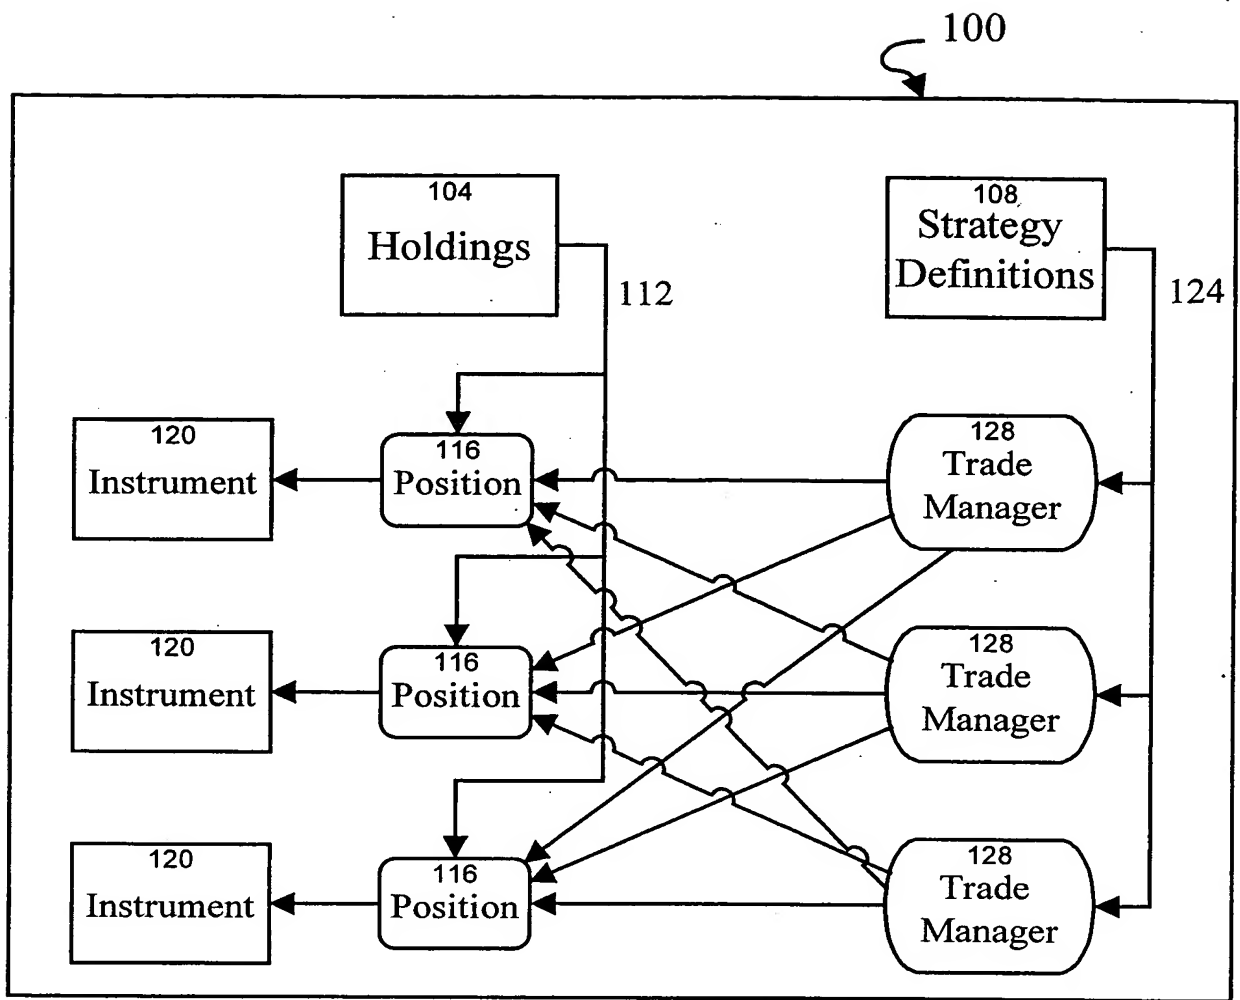 100
104
Holdings
108
Strategy
Definitions
112
124
120
Instrument
116
Position
128
Trade
Manager
120
Instrument
116
Position
128
Trade
Manager
120
Instrument
116
Position
128
Trade
Manager